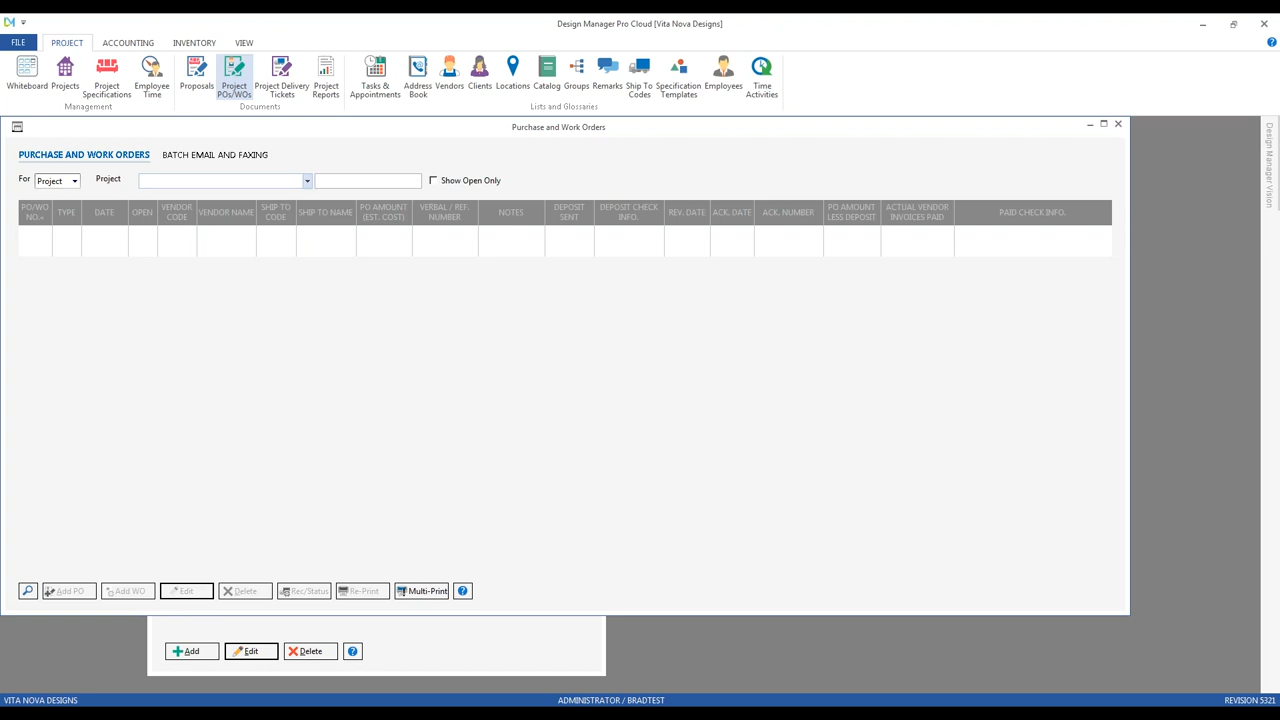 Design Manager Pro Cloud [Vita Nova Designs]
FILE PROJECT ACCOUNTING INVENTORY VIEW
Whiteboard Projects Project Specifications Employee Time Proposals Project POs/WOs Project Delivery Tickets Project Reports Tasks & Appointments Address Book Vendors Clients Locations Catalog Groups Remarks Ship To Codes Specification Templates Employees Time Activities
Management Documents Lists and Glossaries
Purchase and Work Orders
Design Manager Vision
PURCHASE AND WORK ORDERS BATCH EMAIL AND FAXING
For Project Project Show Open Only
PO/WO NO. TYPE DATE OPEN VENDOR CODE VENDOR NAME SHIP TO CODE SHIP TO NAME PO AMOUNT (EST. COST) VERBAL / REF. NUMBER NOTES DEPOSIT SENT DEPOSIT CHECK INFO. REV. DATE ACK. DATE ACK. NUMBER PO AMOUNT LESS DEPOSIT ACTUAL VENDOR INVOICES PAID PAID CHECK INFO.
Add PO Add WO Edit Delete Rec/Status Re-Print Multi-Print
Add Edit Delete
VITA NOVA DESIGNS ADMINISTRATOR / BRADTEST REVISION 5321